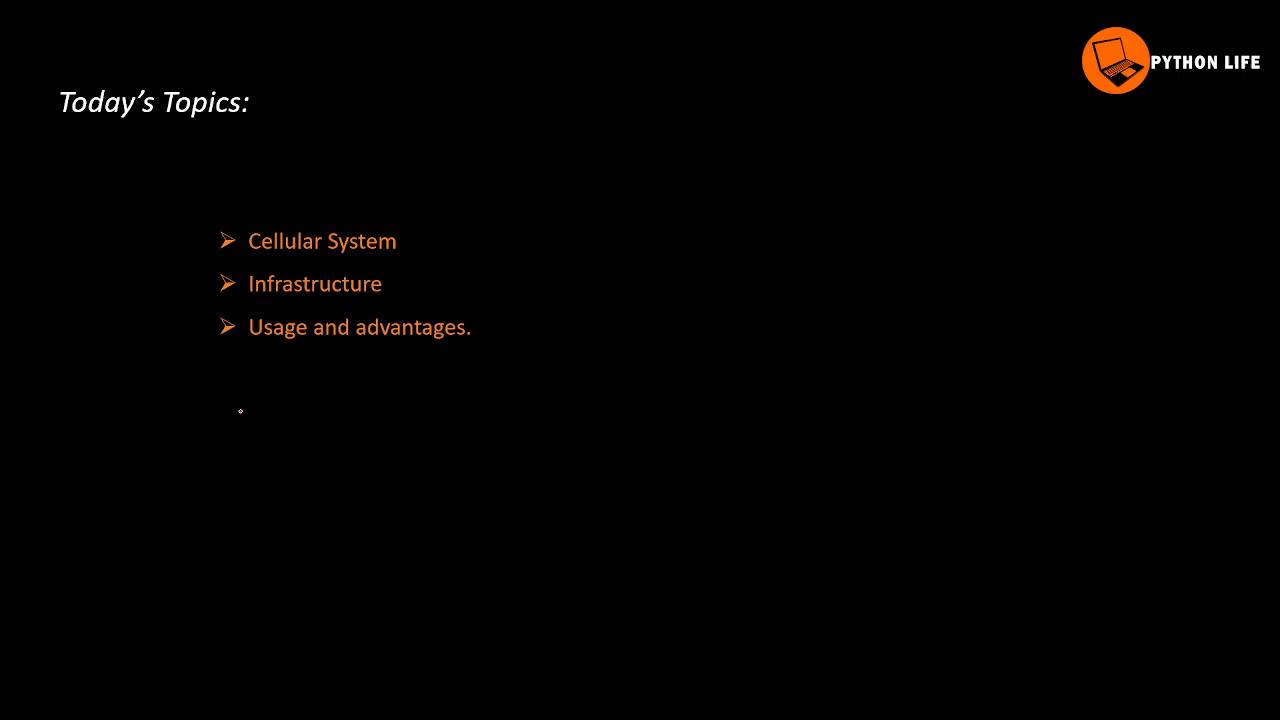 PYTHON LIFE
Today’s Topics:
Cellular System
Infrastructure
Usage and advantages.